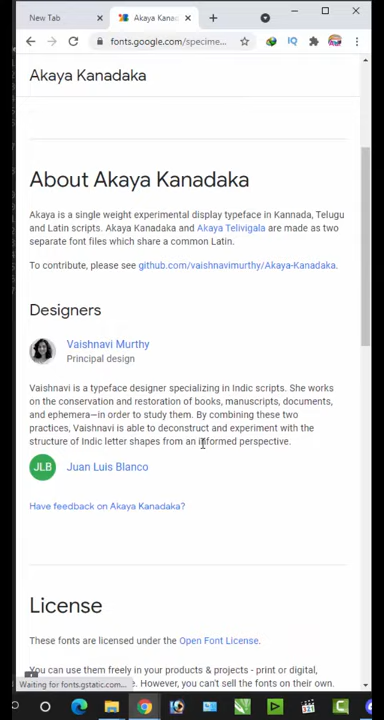 New Tab
Akaya Kanad
fonts.google.com/specime...
IQ
Akaya Kanadaka
About Akaya Kanadaka
Akaya is a single weight experimental display typeface in Kannada, Telugu
and Latin scripts. Akaya Kanadaka and Akaya Telivigala are made as two
separate font files which share a common Latin.
To contribute, please see github.com/vaishnavimurthy/Akaya-Kanadaka.
Designers
Vaishnavi Murthy
Principal design
Vaishnavi is a typeface designer specializing in Indic scripts. She works
on the conservation and restoration of books, manuscripts, documents,
and ephemera—in order to study them. By combining these two
practices, Vaishnavi is able to deconstruct and experiment with the
structure of Indic letter shapes from an informed perspective.
JLB
Juan Luis Blanco
Have feedback on Akaya Kanadaka?
License
These fonts are licensed under the Open Font License.
You can use them freely in your products & projects - print or digital,
Waiting for fonts.gstatic.com... e. However, you can't sell the fonts on their own.